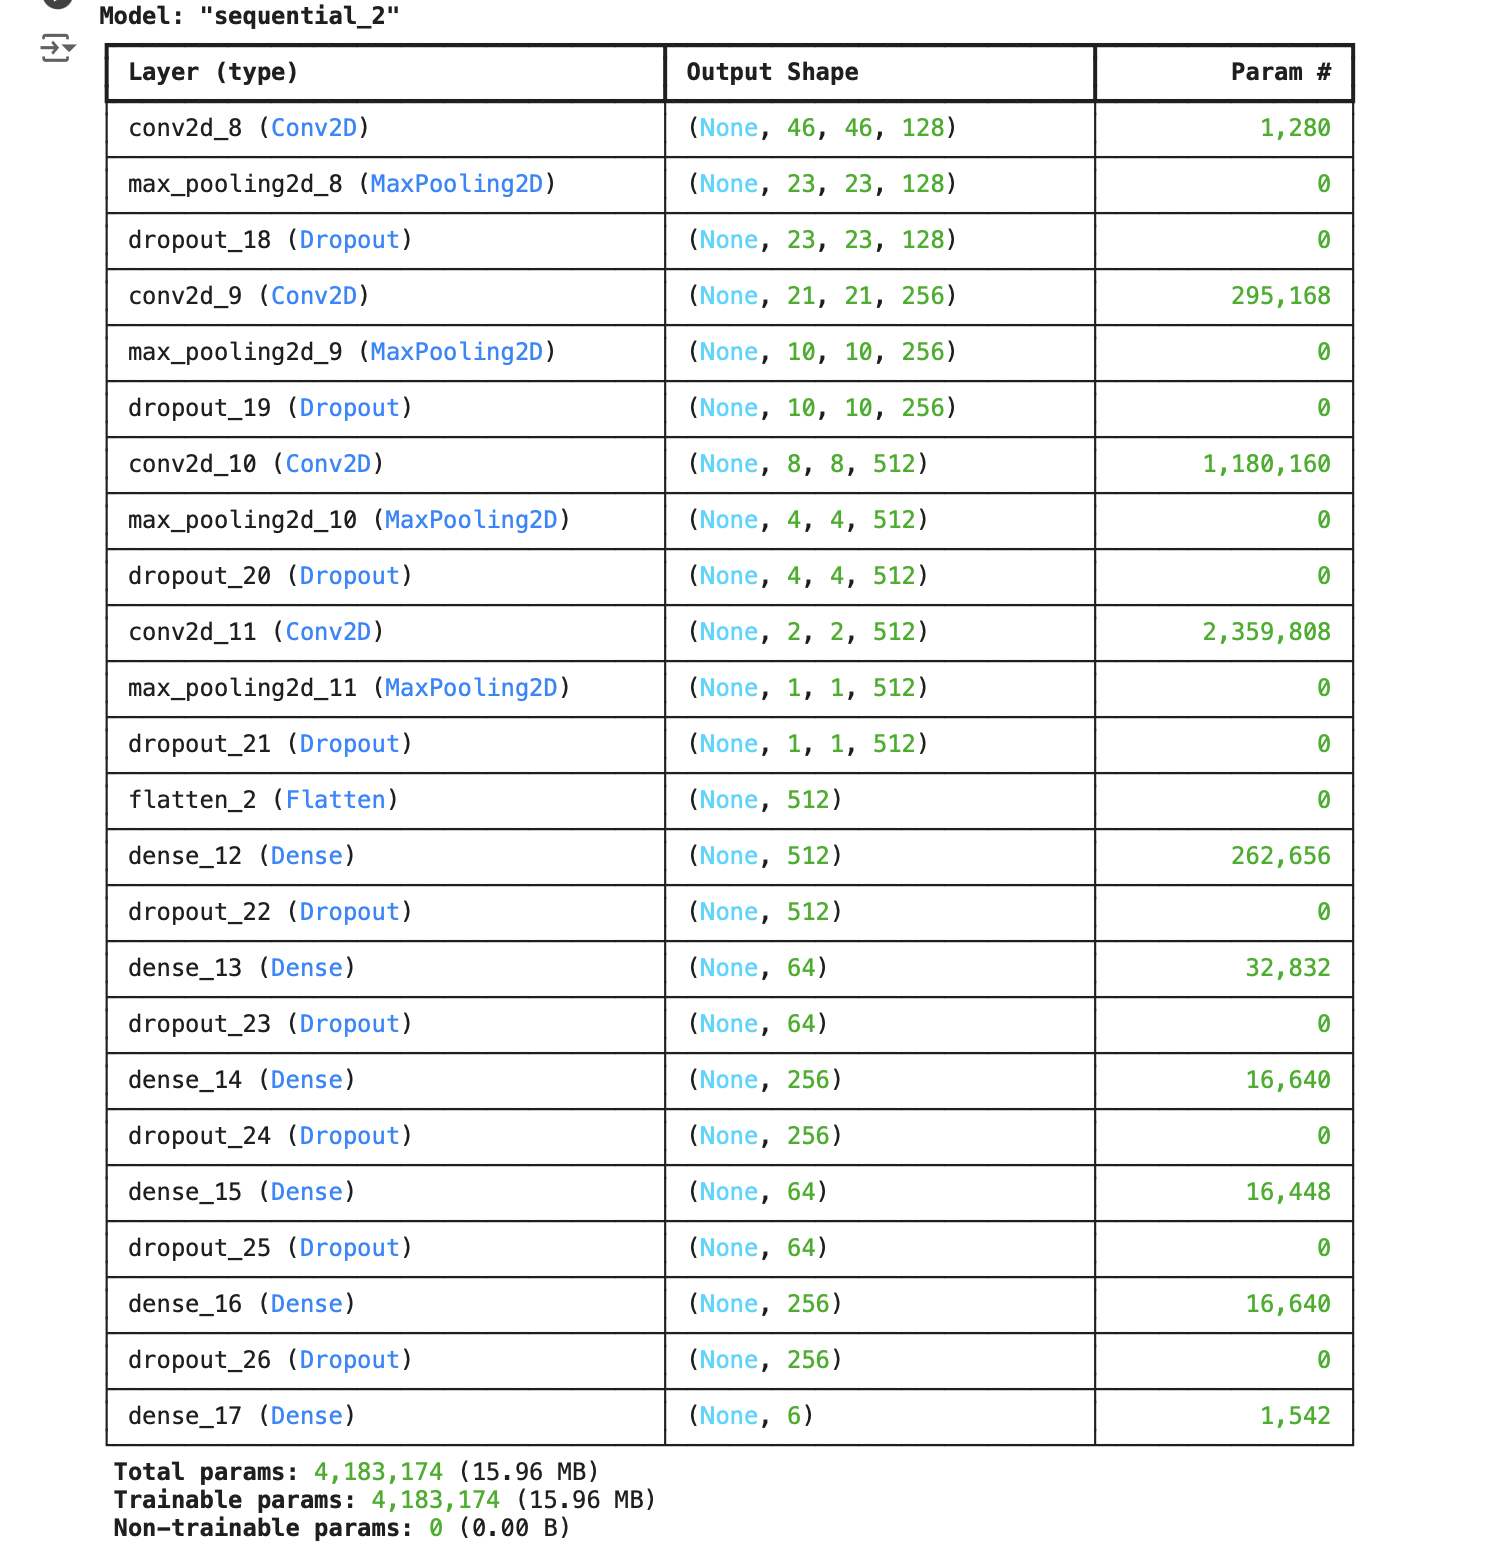 Model: "sequential_2"
Layer (type) Output Shape Param #
conv2d_8 (Conv2D) (None, 46, 46, 128) 1,280
max_pooling2d_8 (MaxPooling2D) (None, 23, 23, 128) 0
dropout_18 (Dropout) (None, 23, 23, 128) 0
conv2d_9 (Conv2D) (None, 21, 21, 256) 295,168
max_pooling2d_9 (MaxPooling2D) (None, 10, 10, 256) 0
dropout_19 (Dropout) (None, 10, 10, 256) 0
conv2d_10 (Conv2D) (None, 8, 8, 512) 1,180,160
max_pooling2d_10 (MaxPooling2D) (None, 4, 4, 512) 0
dropout_20 (Dropout) (None, 4, 4, 512) 0
conv2d_11 (Conv2D) (None, 2, 2, 512) 2,359,808
max_pooling2d_11 (MaxPooling2D) (None, 1, 1, 512) 0
dropout_21 (Dropout) (None, 1, 1, 512) 0
flatten_2 (Flatten) (None, 512) 0
dense_12 (Dense) (None, 512) 262,656
dropout_22 (Dropout) (None, 512) 0
dense_13 (Dense) (None, 64) 32,832
dropout_23 (Dropout) (None, 64) 0
dense_14 (Dense) (None, 256) 16,640
dropout_24 (Dropout) (None, 256) 0
dense_15 (Dense) (None, 64) 16,448
dropout_25 (Dropout) (None, 64) 0
dense_16 (Dense) (None, 256) 16,640
dropout_26 (Dropout) (None, 256) 0
dense_17 (Dense) (None, 6) 1,542
Total params: 4,183,174 (15.96 MB)
Trainable params: 4,183,174 (15.96 MB)
Non-trainable params: 0 (0.00 B)